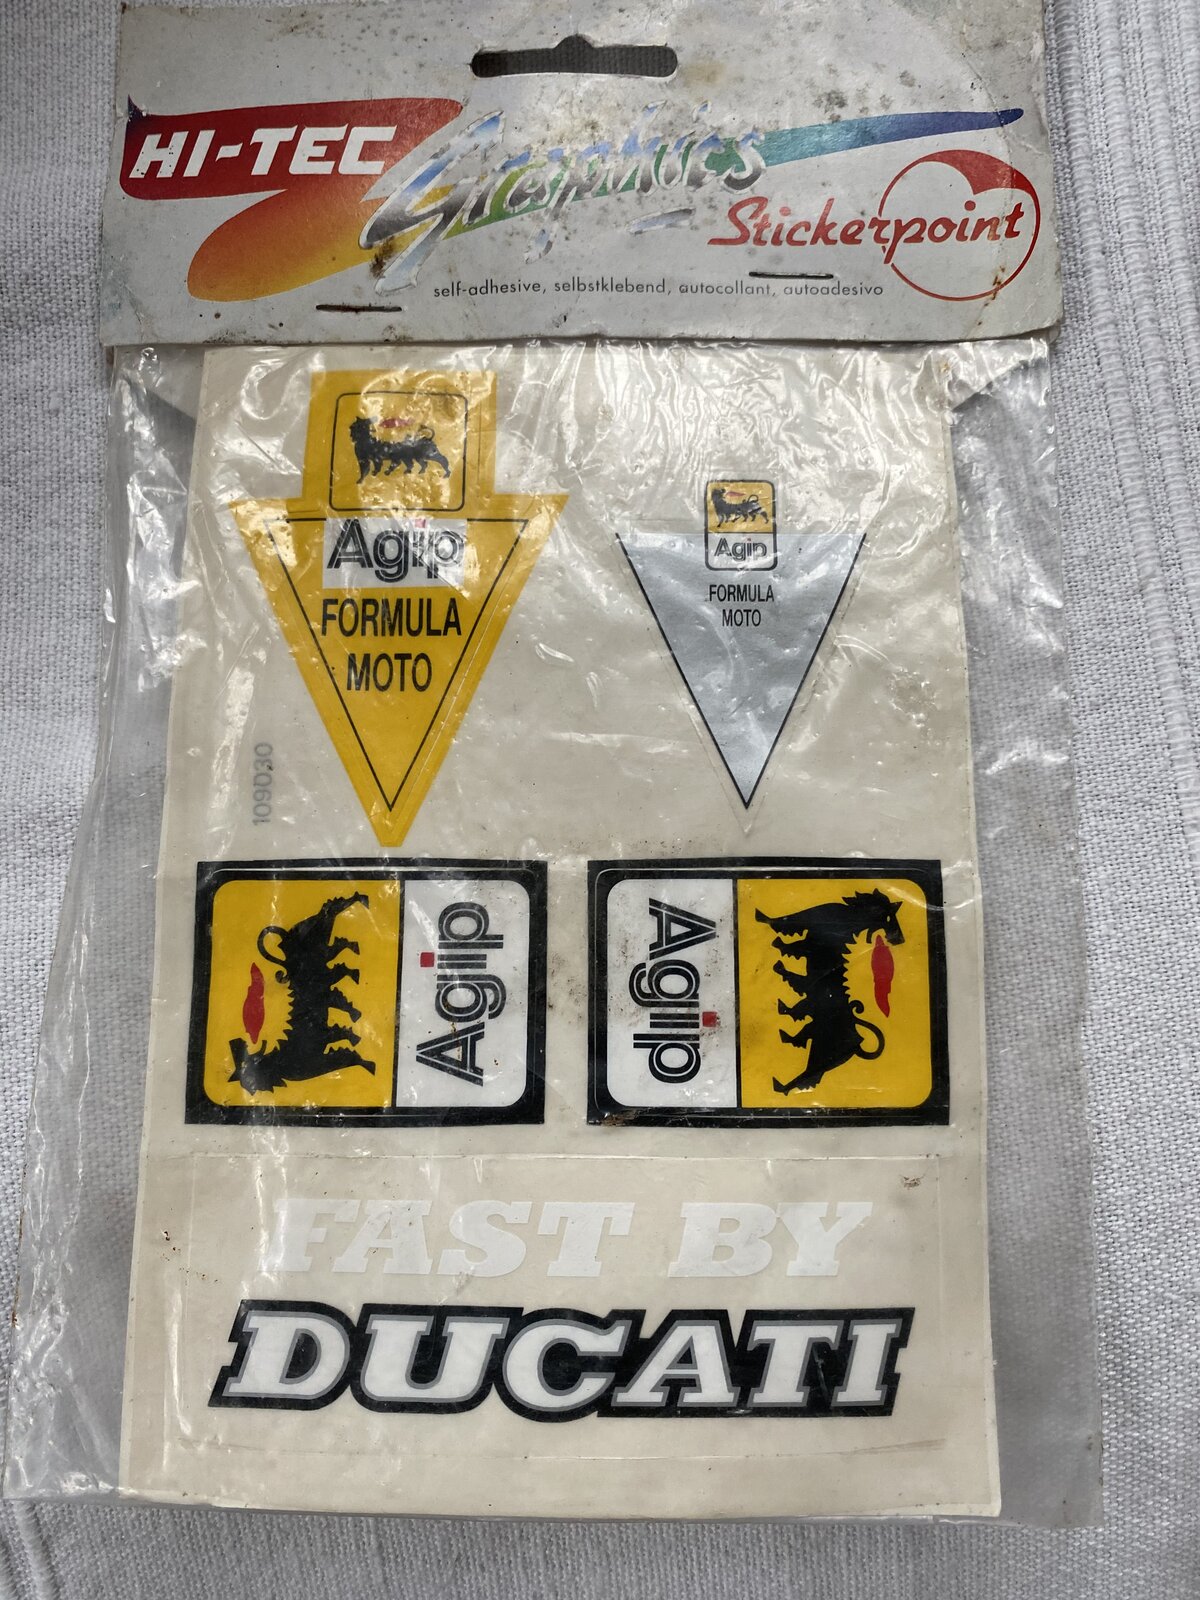 HI-TEC Graphics
Stickerpoint
self-adhesive, selbstklebend, autocollant, autoadesivo
Agip
FORMULA
MOTO
Agip
FORMULA
MOTO
109030
Agip
Agip
FAST BY
DUCATI